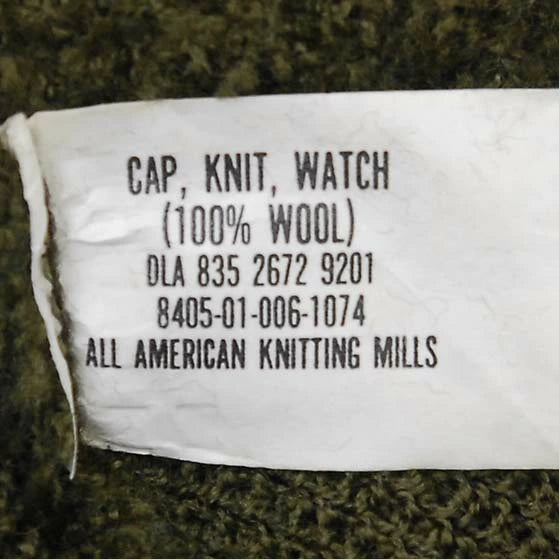 CAP, KNIT, WATCH
(100% WOOL)
DLA 835 2672 9201
8405-01-006-1074
ALL AMERICAN KNITTING MILLS